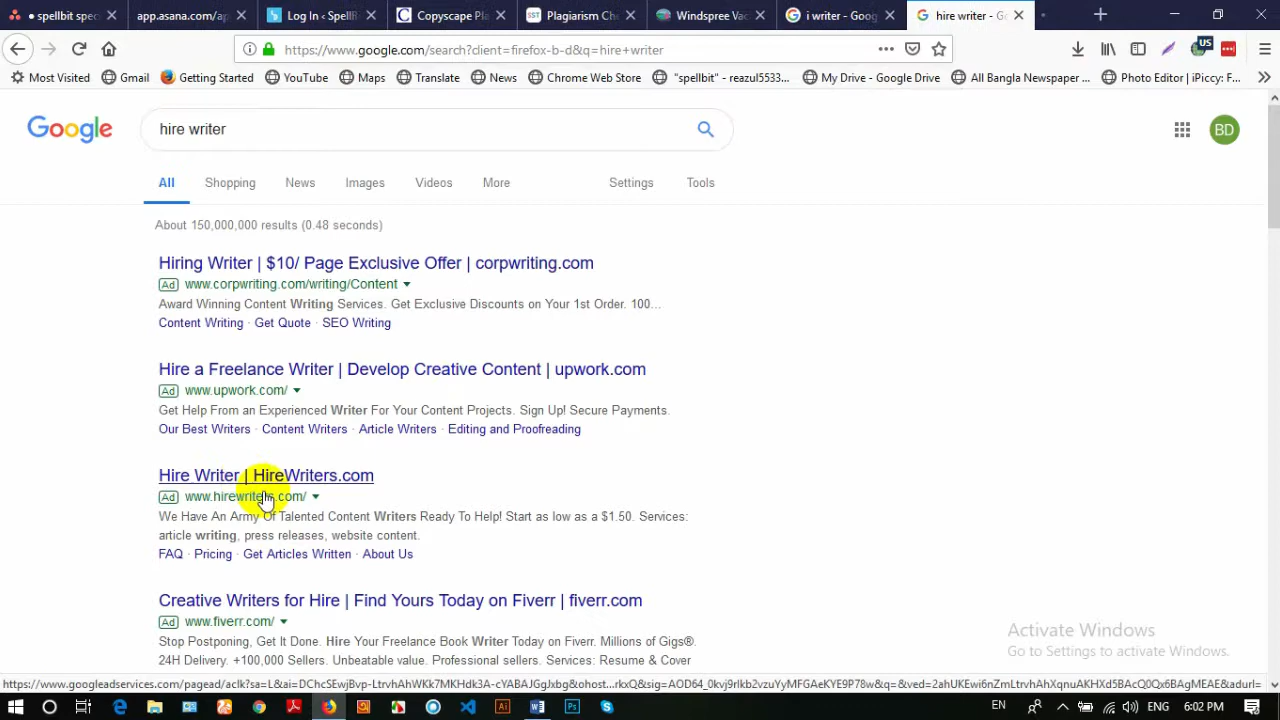 spellbit spec
app.asana.com/ap
Log In ‹ SpellB
Copyscape Pla
Plagiarism Che
Windspree Vac
i writer - Goog
hire writer - Go
https://www.google.com/search?client=firefox-b-d&q=hire+writer
US
Most Visited
Gmail
Getting Started
YouTube
Maps
Translate
News
Chrome Web Store
"spellbit" - reazul5533...
My Drive - Google Drive
All Bangla Newspaper ...
Photo Editor | iPiccy: F...
Google
hire writer
BD
All Shopping News Images Videos More Settings Tools
About 150,000,000 results (0.48 seconds)
Hiring Writer | $10/ Page Exclusive Offer | corpwriting.com
Ad www.corpwriting.com/writing/Content
Award Winning Content Writing Services. Get Exclusive Discounts on Your 1st Order. 100...
Content Writing · Get Quote · SEO Writing
Hire a Freelance Writer | Develop Creative Content | upwork.com
Ad www.upwork.com/
Get Help From an Experienced Writer For Your Content Projects. Sign Up! Secure Payments.
Our Best Writers · Content Writers · Article Writers · Editing and Proofreading
Hire Writer | HireWriters.com
Ad www.hirewriters.com/
We Have An Army Of Talented Content Writers Ready To Help! Start as low as a $1.50. Services:
article writing, press releases, website content.
FAQ · Pricing · Get Articles Written · About Us
Creative Writers for Hire | Find Yours Today on Fiverr | fiverr.com
Ad www.fiverr.com/
Stop Postponing, Get It Done. Hire Your Freelance Book Writer Today on Fiverr. Millions of Gigs®
24H Delivery. +100,000 Sellers. Unbeatable value. Professional sellers. Services: Resume & Cover
Activate Windows
Go to Settings to activate Windows.
EN
6:02 PM